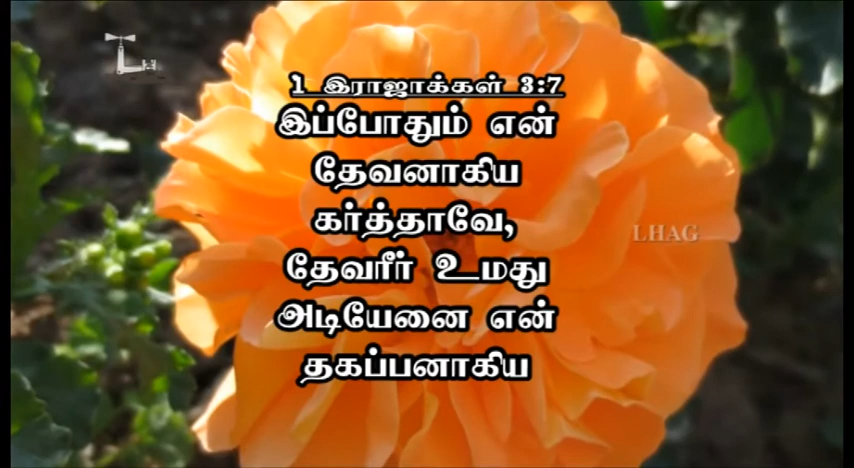 1 இராஜாக்கள் 3:7
இப்போதும் என்
தேவனாகிய
கர்த்தாவே,
தேவரீர் உமது
அடியேனை என்
தகப்பனாகிய
LHAG